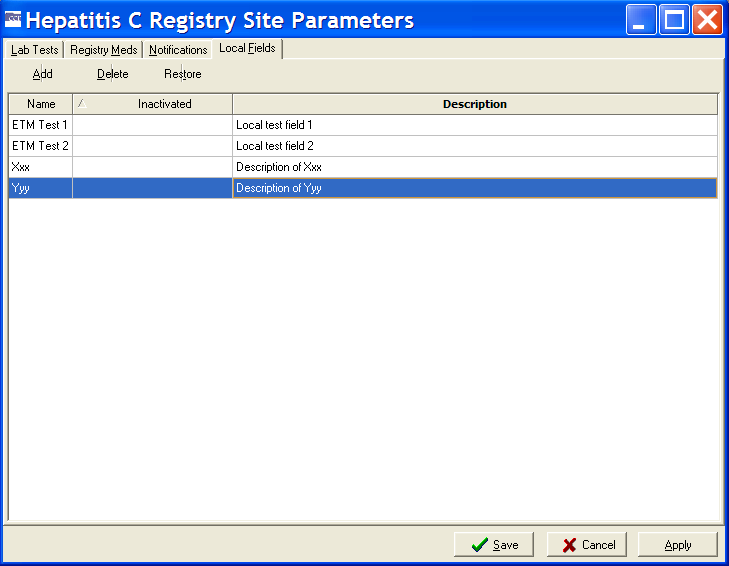 Hepatitis C Registry Site Parameters
Lab Tests Registry Meds Notifications Local Fields
Add Delete Restore
Name Inactivated Description
ETM Test 1 Local test field 1
ETM Test 2 Local test field 2
Xxx Description of Xxx
Yyy Description of Yyy
Save Cancel Apply